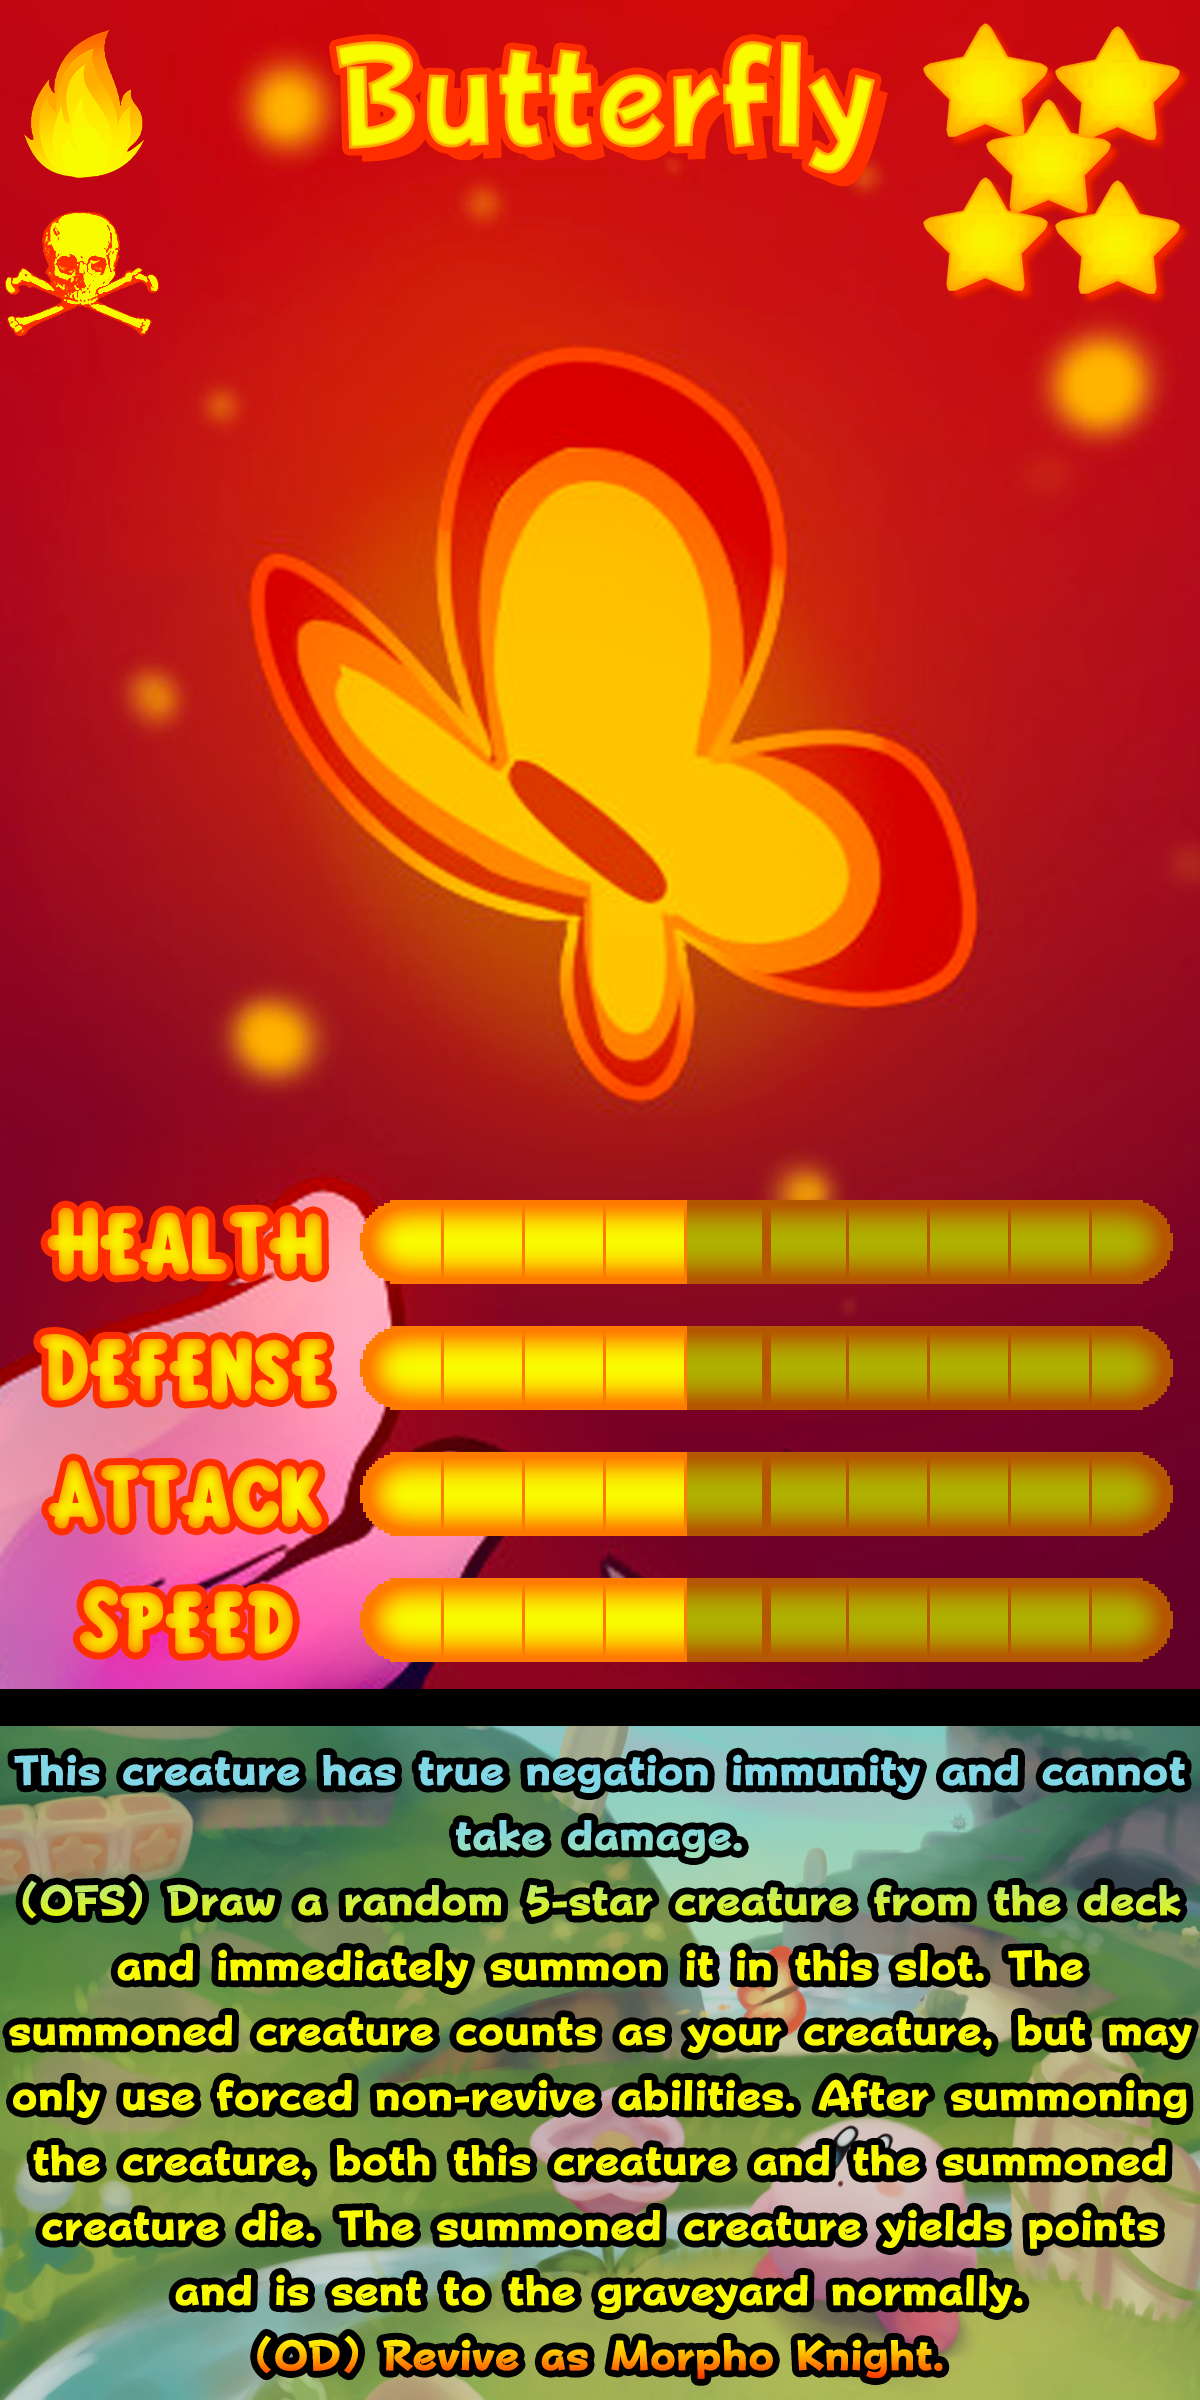 Butterfly
HEALTH
DEFENSE
ATTACK
SPEED
This creature has true negation immunity and cannot
take damage.
(OFS) Draw a random 5-star creature from the deck
and immediately summon it in this slot. The
summoned creature counts as your creature, but may
only use forced non-revive abilities. After summoning
the creature, both this creature and the summoned
creature die. The summoned creature yields points
and is sent to the graveyard normally.
(OD) Revive as Morpho Knight.